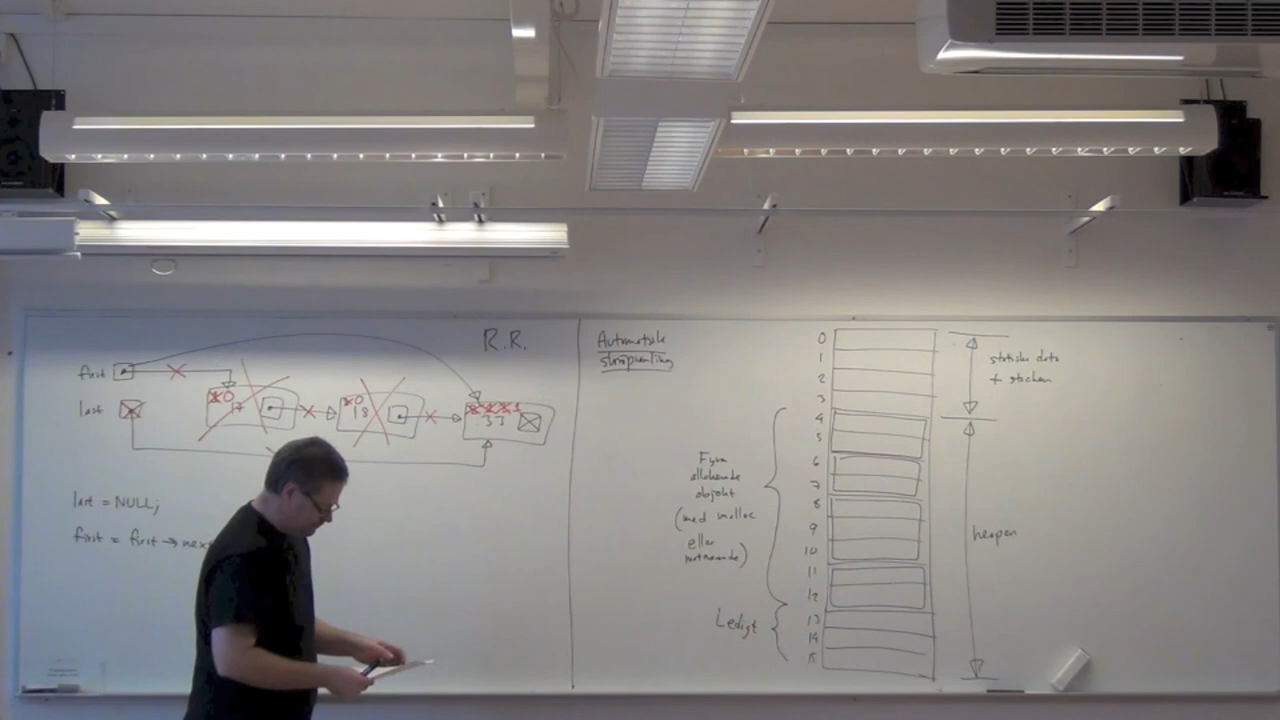 R.R.
first
last
17
18
33
last = NULL;
first = first → next
Automatisk
skräpsamling
0
1
2
3
4
5
6
7
8
9
10
11
12
13
14
15
Fyra
allokerade
objekt
(med malloc
eller
motsvarande)
Ledigt
statiska data
+ stacken
heapen